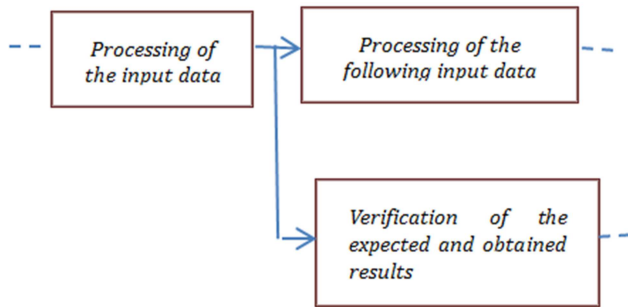 Processing of
the input data
Processing of the
following input data
Verification of the
expected and obtained
results